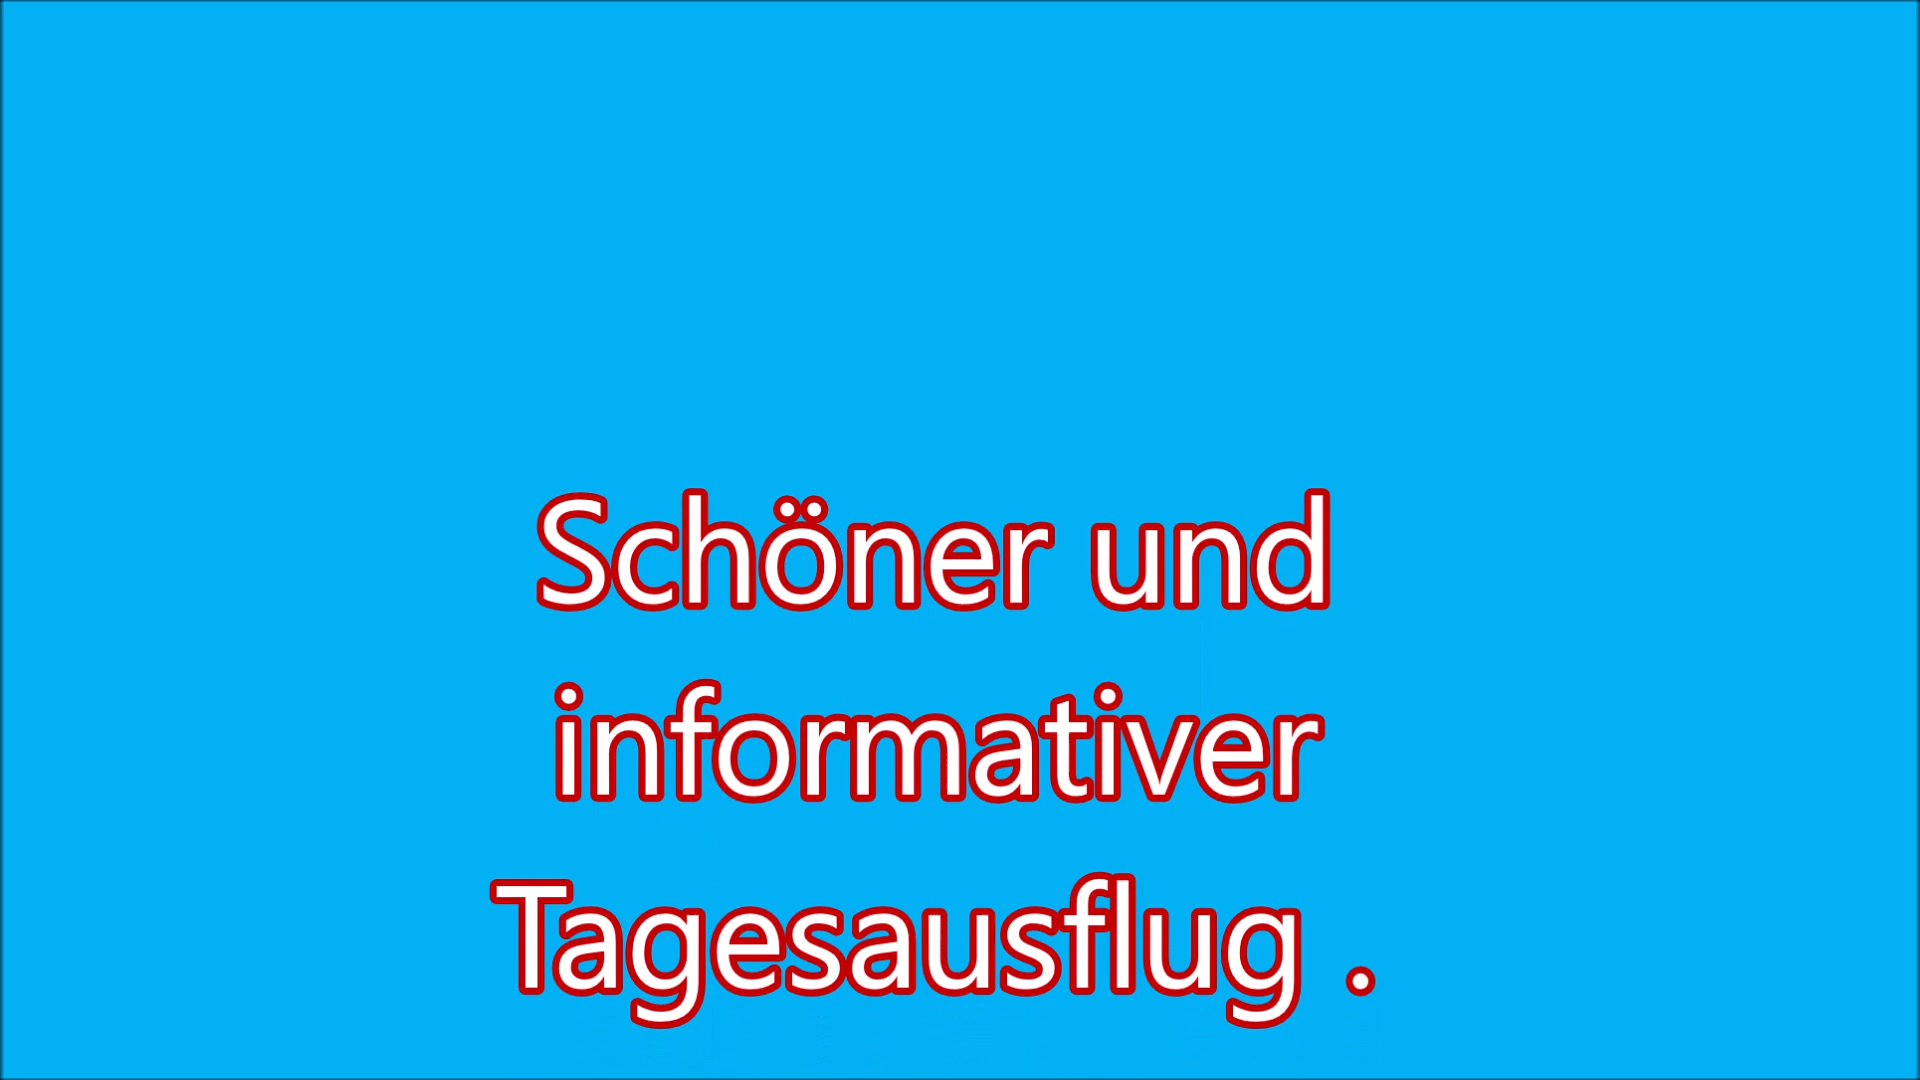 Schöner und
informativer
Tagesausflug .